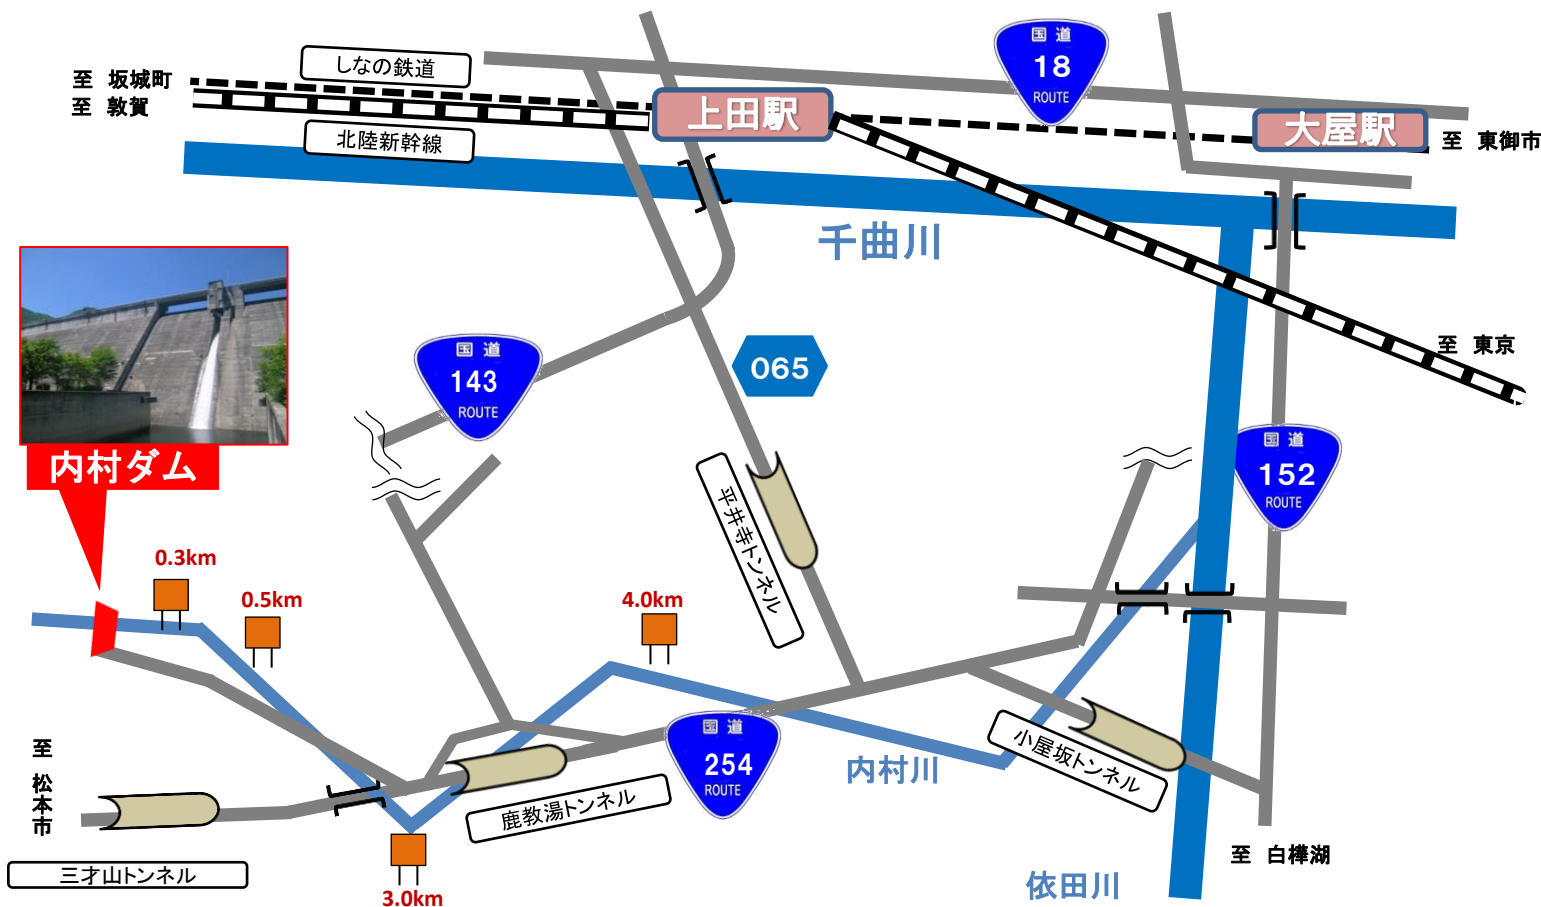 しなの鉄道
至 坂城町
至 敦賀
北陸新幹線
上田駅
国道
18
ROUTE
大屋駅
至 東御市
千曲川
至 東京
国道
143
ROUTE
065
内村ダム
国道
152
ROUTE
平井寺トンネル
0.3km
0.5km
4.0km
国道
254
ROUTE
内村川
小屋坂トンネル
鹿教湯トンネル
至 松本市
三才山トンネル
3.0km
至 白樺湖
依田川